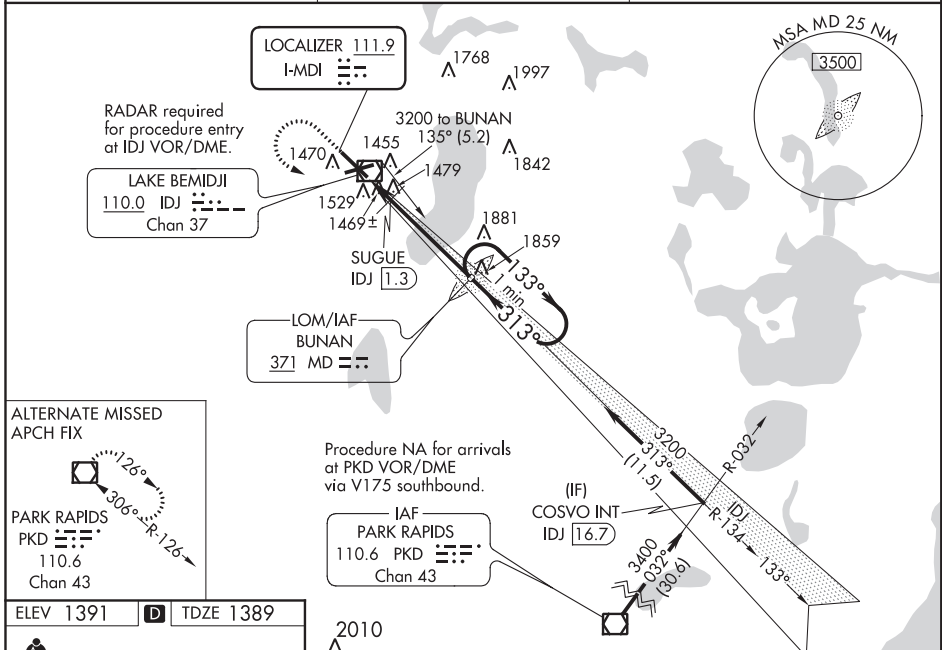 MSA MD 25 NM
3500
LOCALIZER 111.9
I-MDI
1768
1997
RADAR required
for procedure entry
at IDJ VOR/DME.
3200 to BUNAN
135° (5.2)
1470
1455
1479
1842
LAKE BEMIDJI
110.0 IDJ
Chan 37
1529
1469±
SUGUE
IDJ 1.3
1881
1859
133°
1 min
313°
LOM/IAF
BUNAN
371 MD
ALTERNATE MISSED
APCH FIX
126°
306°
R-126
PARK RAPIDS
PKD
110.6
Chan 43
Procedure NA for arrivals
at PKD VOR/DME
via V175 southbound.
3200
313°
(11.5)
R-032
(IF)
COSVO INT
IDJ 16.7
IDJ
R-134
133°
IAF
PARK RAPIDS
110.6 PKD
Chan 43
3400
032°
(30.6)
ELEV 1391 D TDZE 1389
2010